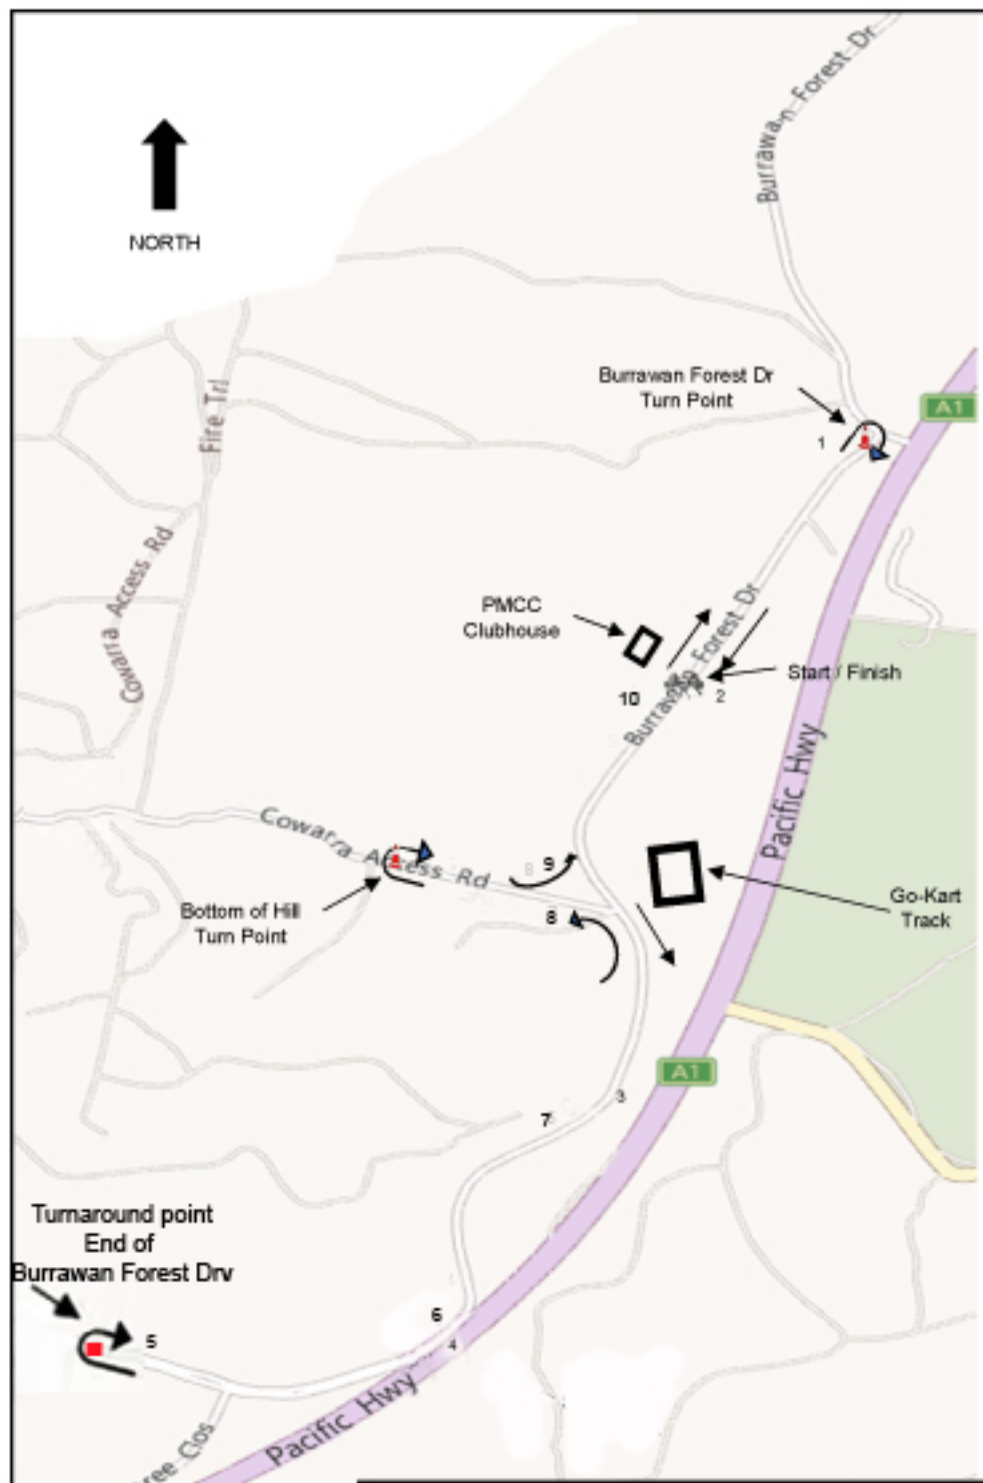 Burrawan Forest Dr
NORTH
Burrawan Forest Dr
Turn Point
A1
1
Fire Trl
Cowarra Access Rd
PMCC
Clubhouse
Burrawan Forest Dr
Start / Finish
10
2
Pacific Hwy
Cowarra Access Rd
9
8
Go-Kart
Track
Bottom of Hill
Turn Point
A1
3
7
Turnaround point
End of
Burrawan Forest Drv
5
6
4
Pacific Hwy
ree Clos